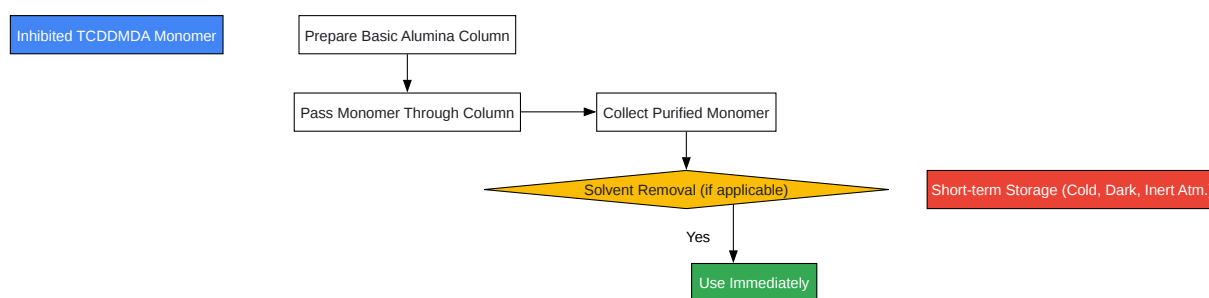 Inhibited TCDDMDA Monomer
Prepare Basic Alumina Column
Pass Monomer Through Column
Collect Purified Monomer
Solvent Removal (if applicable)
Short-term Storage (Cold, Dark, Inert Atm.
Yes
Use Immediately